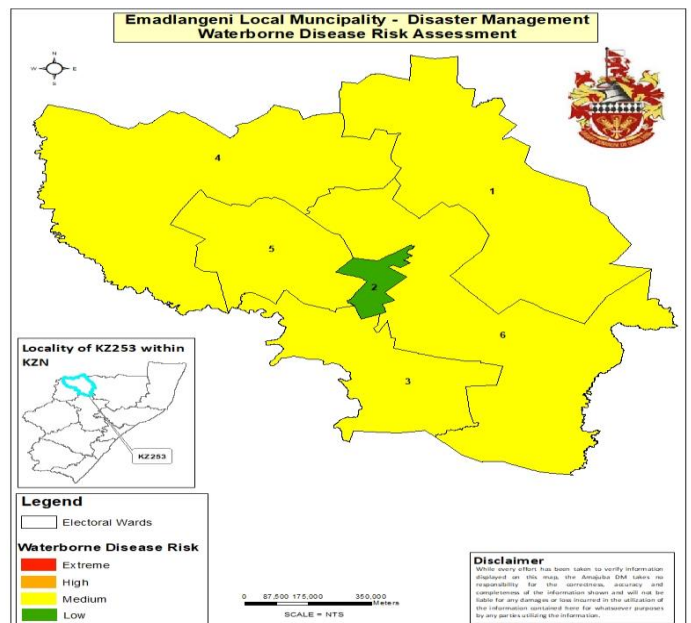 Emadlangeni Local Muncipality - Disaster Management
Waterborne Disease Risk Assessment
N
W
E
S
4
1
5
2
6
3
Locality of KZ253 within
KZN
KZ253
Legend
Electoral Wards
Waterborne Disease Risk
Extreme
High
Medium
Low
0 87,500 175,000 350,000
Meters
SCALE = NTS
Disclaimer
While every effort has been taken to verify information
displayed on this map, the Amajuba DM takes no
responsibility for the correctness, accuracy and
completeness of the information shown and will not be
liable for any damages or loss incurred in the utilization of
the information contained here for whatsoever purposes
by any parties utilizing the information.